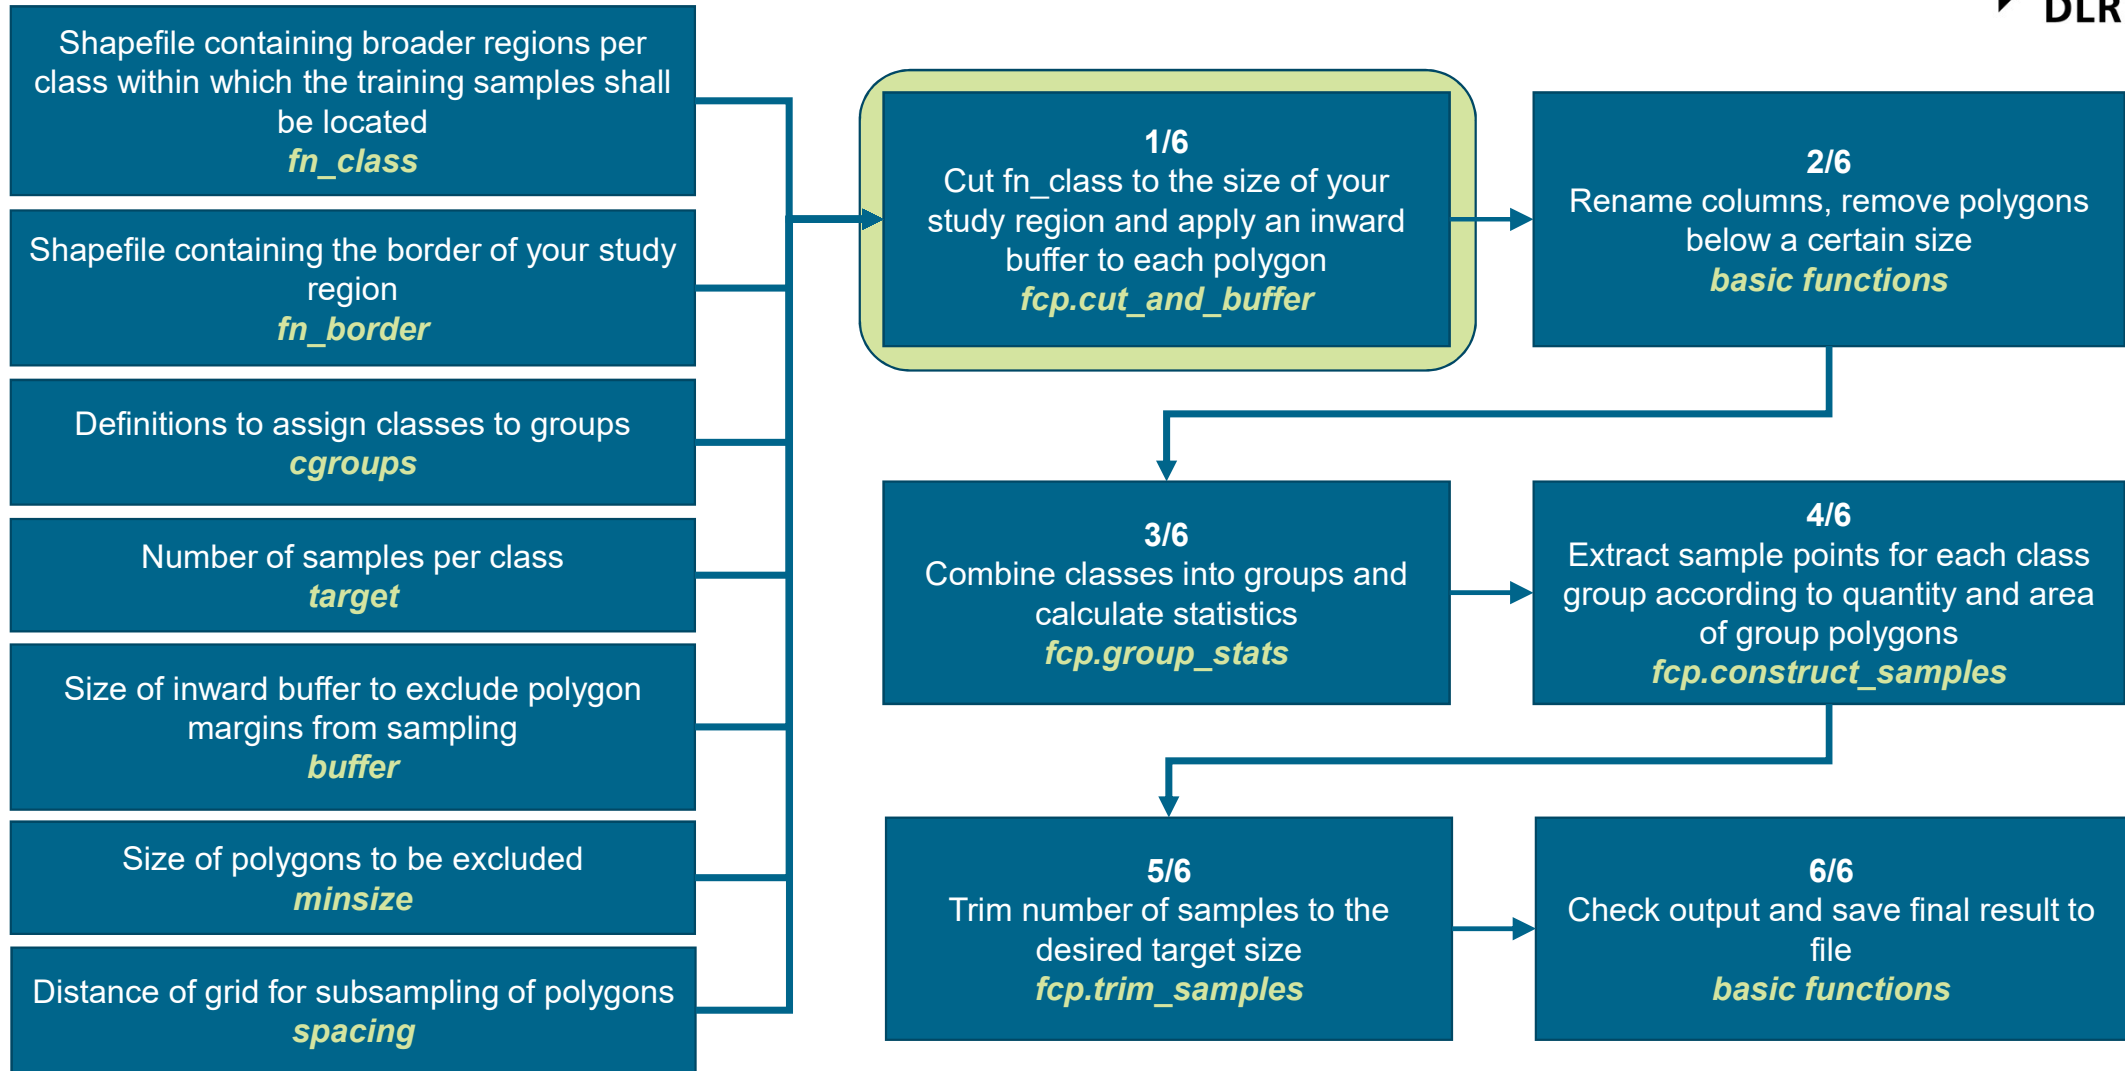 DLR
Shapefile containing broader regions per
class within which the training samples shall
be located
fn_class
Shapefile containing the border of your study
region
fn_border
Definitions to assign classes to groups
cgroups
Number of samples per class
target
Size of inward buffer to exclude polygon
margins from sampling
buffer
Size of polygons to be excluded
minsize
Distance of grid for subsampling of polygons
spacing
1/6
Cut fn_class to the size of your
study region and apply an inward
buffer to each polygon
fcp.cut_and_buffer
2/6
Rename columns, remove polygons
below a certain size
basic functions
3/6
Combine classes into groups and
calculate statistics
fcp.group_stats
4/6
Extract sample points for each class
group according to quantity and area
of group polygons
fcp.construct_samples
5/6
Trim number of samples to the
desired target size
fcp.trim_samples
6/6
Check output and save final result to
file
basic functions